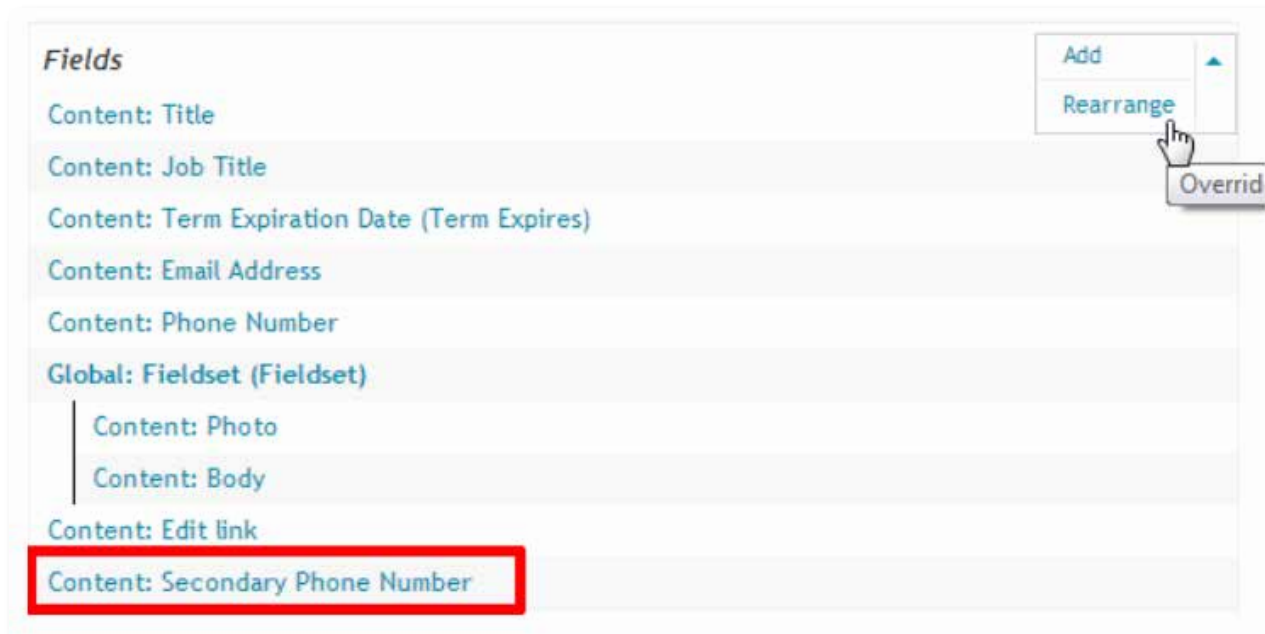 Fields
Add
Content: Title
Rearrange
Content: Job Title
Overrid
Content: Term Expiration Date (Term Expires)
Content: Email Address
Content: Phone Number
Global: Fieldset (Fieldset)
Content: Photo
Content: Body
Content: Edit link
Content: Secondary Phone Number